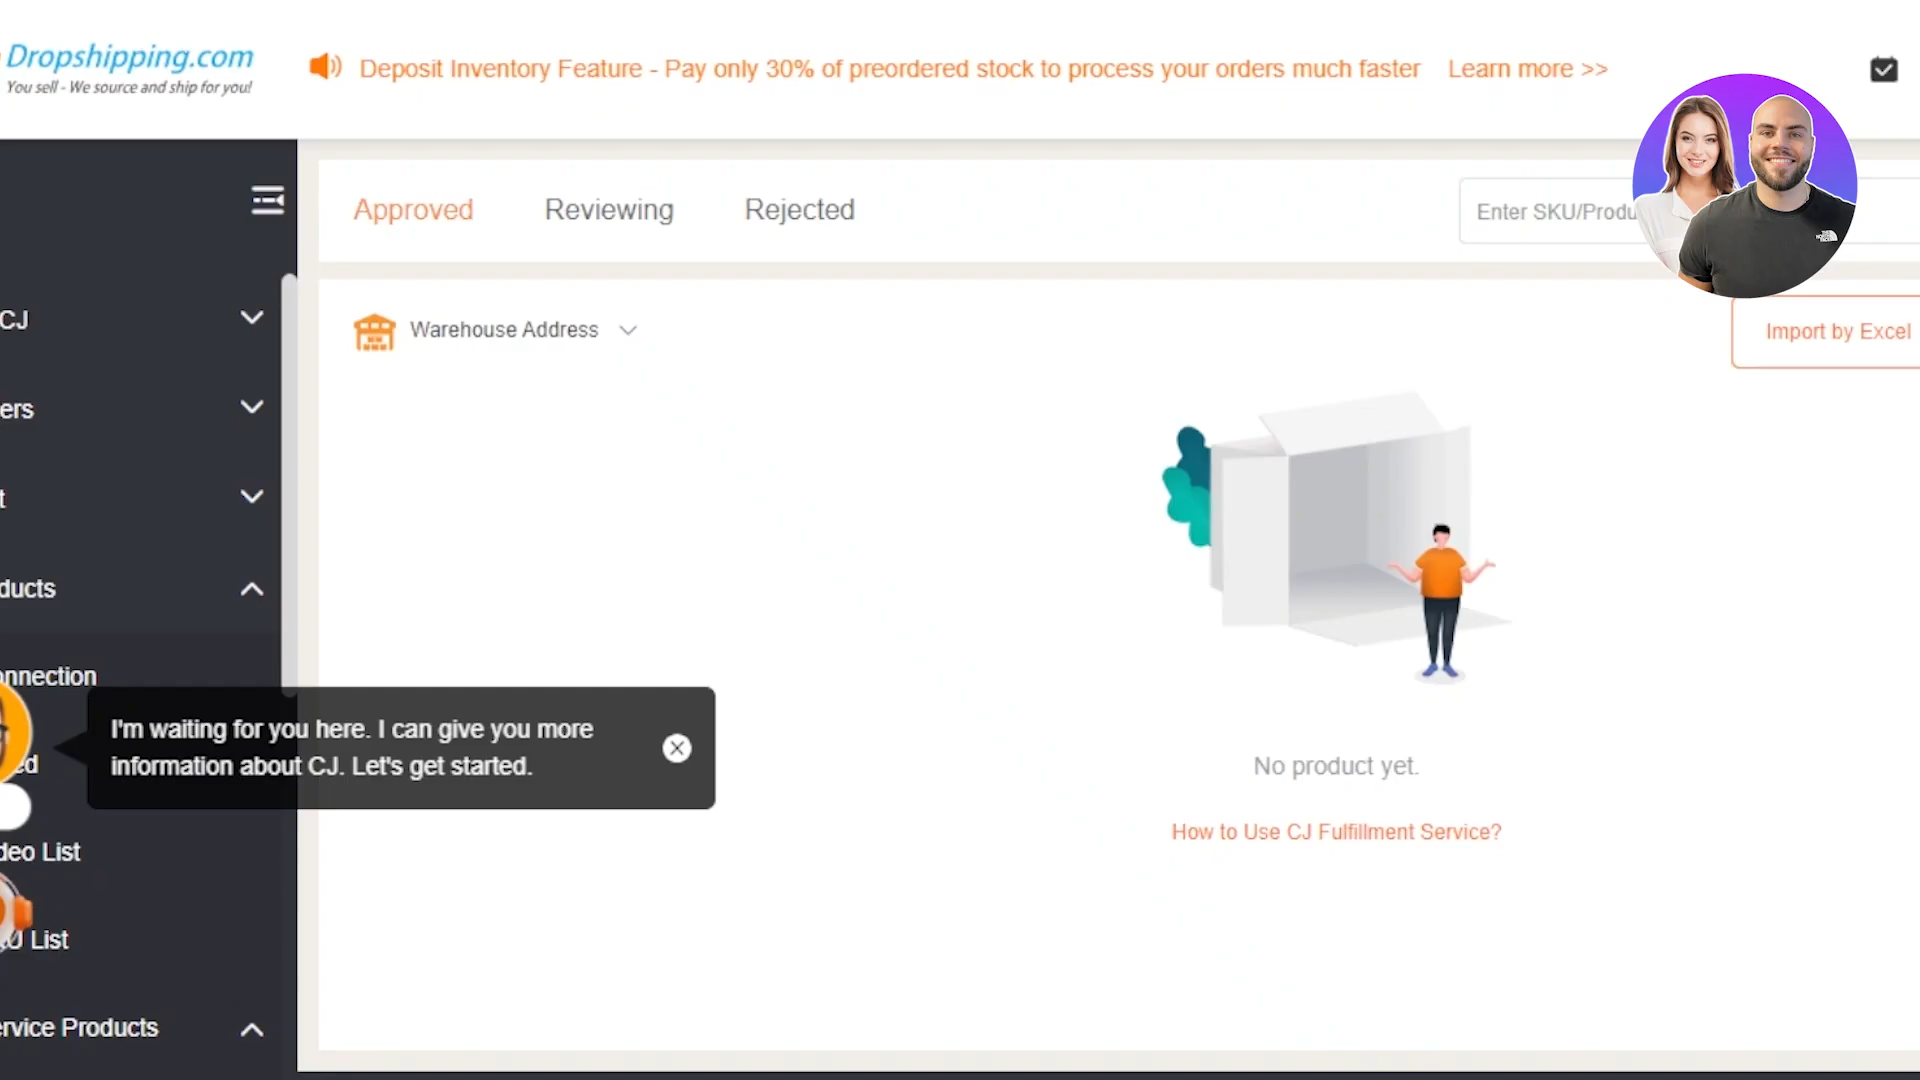 Dropshipping.com
You sell - We source and ship for you!
Deposit Inventory Feature - Pay only 30% of preordered stock to process your orders much faster Learn more >>
Approved Reviewing Rejected
Enter SKU/Produ
Warehouse Address
Import by Excel
CJ
ers
t
ducts
onnection
I'm waiting for you here. I can give you more
information about CJ. Let's get started.
ed
deo List
U List
ervice Products
No product yet.
How to Use CJ Fulfillment Service?